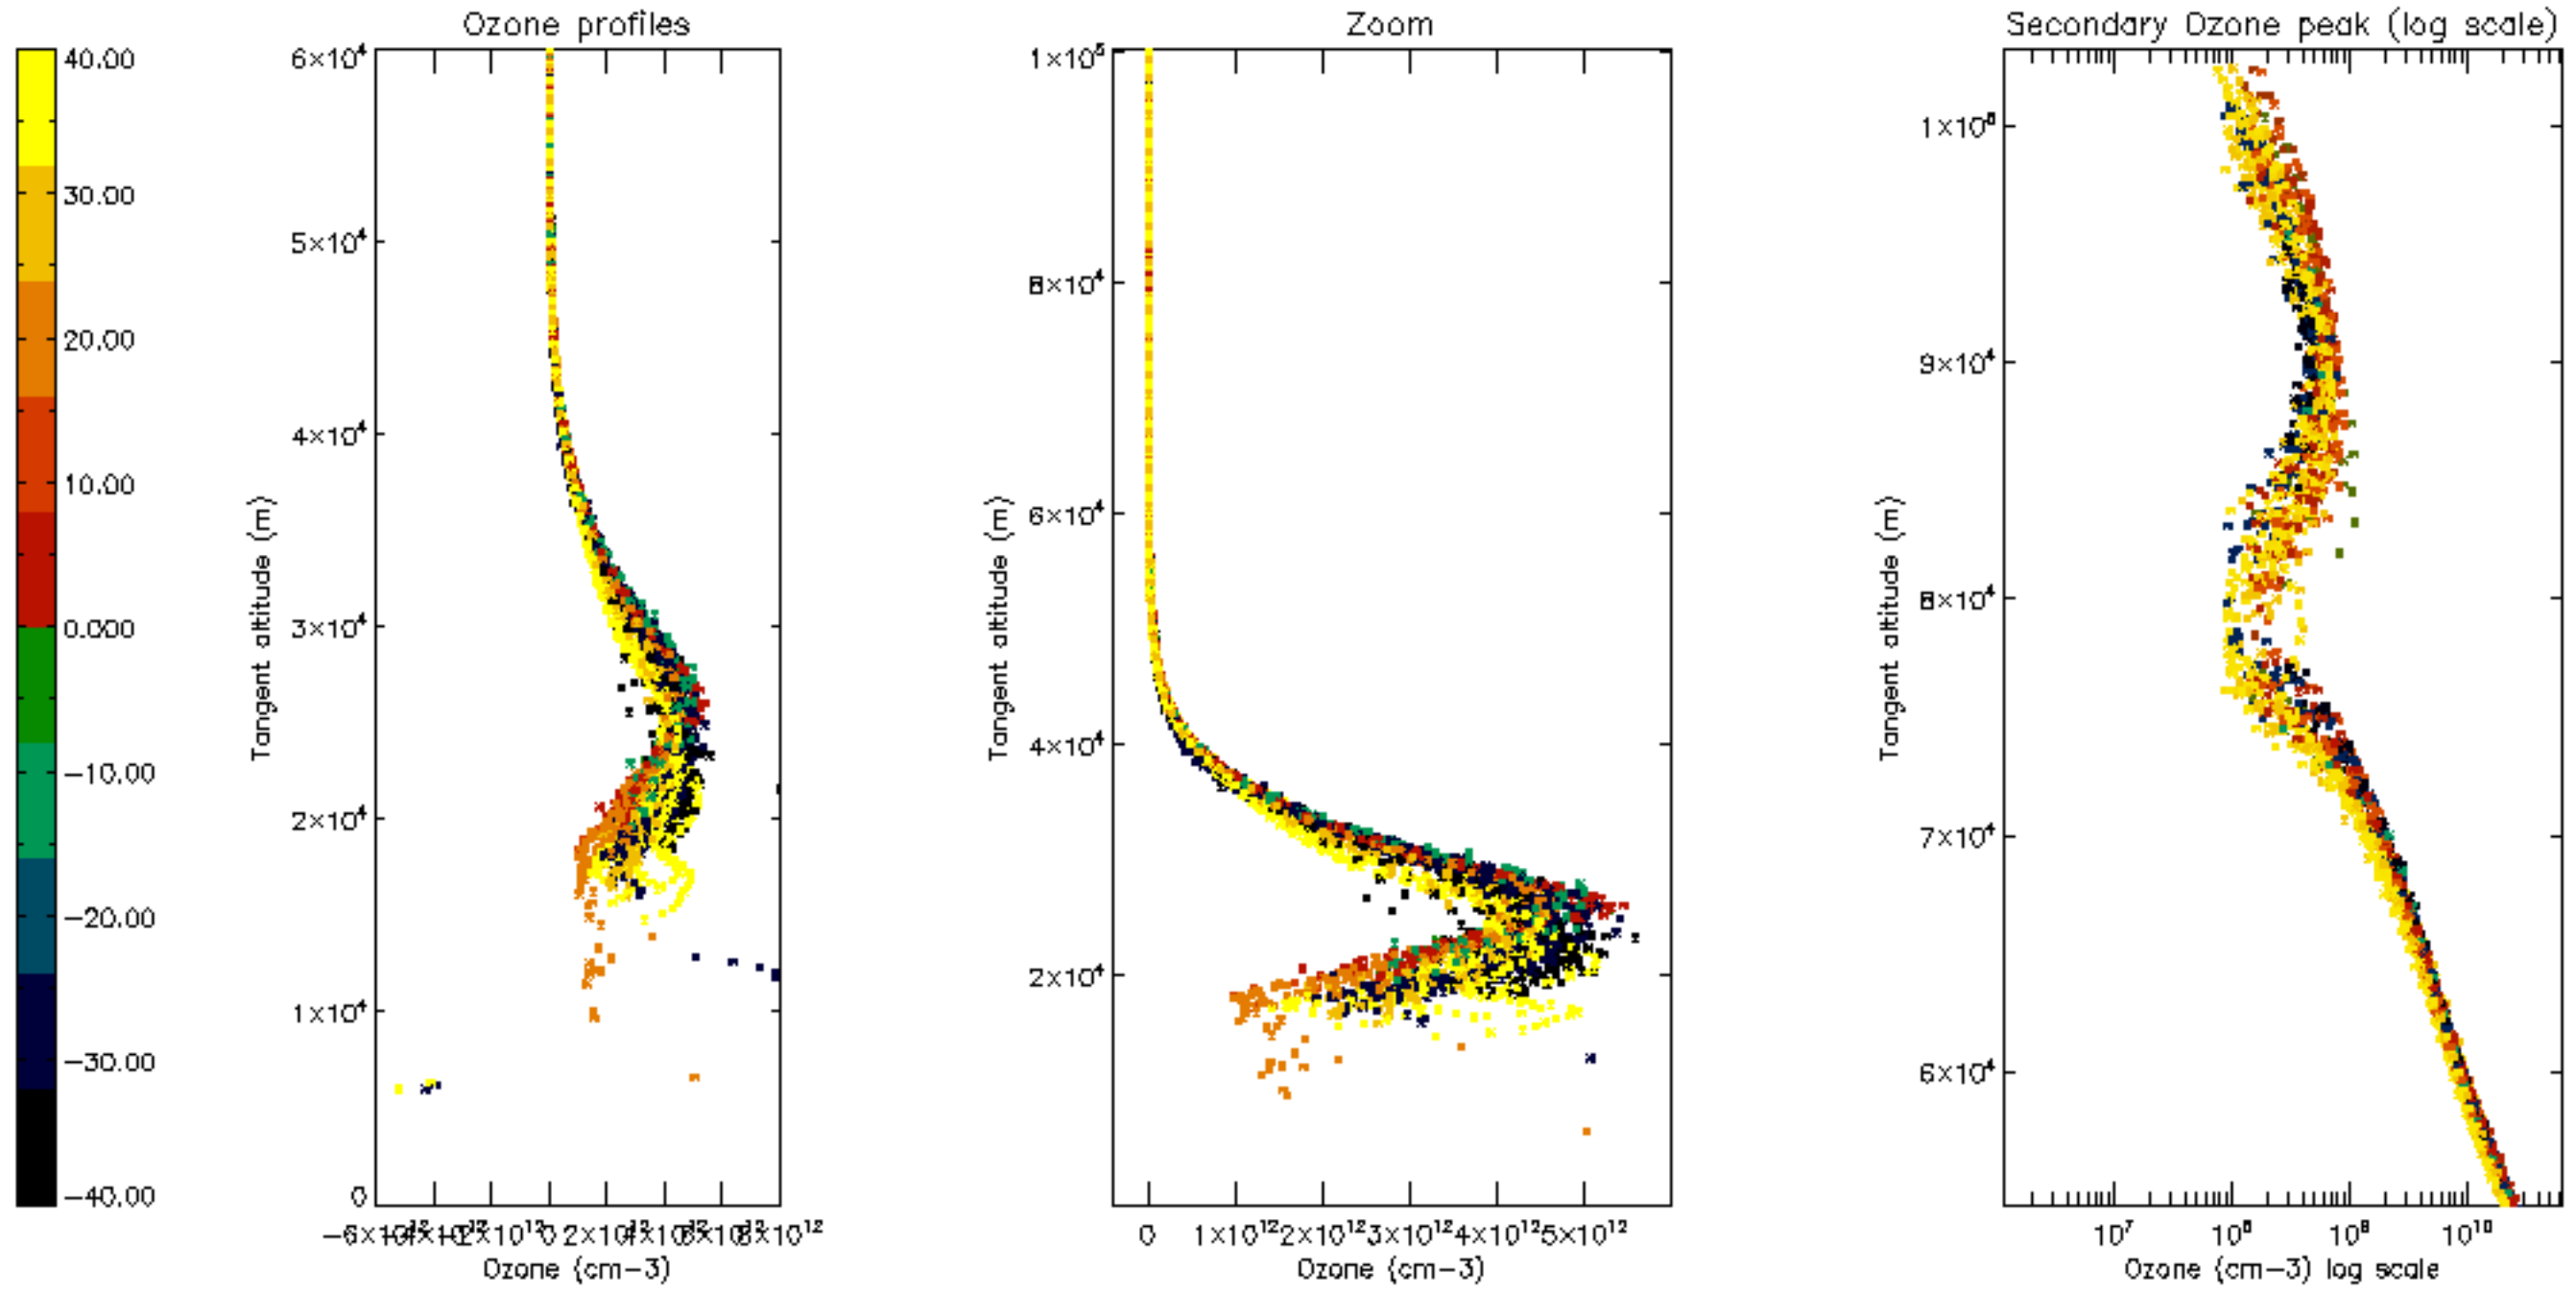 Ozone profiles
Zoom
Secondary Ozone peak (log scale)
40.00
30.00
20.00
10.00
0.000
−10.00
−20.00
−30.00
−40.00
Tangent altitude (m)
6×10⁴
5×10⁴
4×10⁴
3×10⁴
2×10⁴
1×10⁴
0
0
8×10¹²
Ozone (cm−3)
Tangent altitude (m)
1×10⁵
8×10⁴
6×10⁴
4×10⁴
2×10⁴
0 1×10¹² 2×10¹² 3×10¹² 4×10¹² 5×10¹²
Ozone (cm−3)
Tangent altitude (m)
1×10⁵
9×10⁴
8×10⁴
7×10⁴
6×10⁴
10⁷ 10⁸ 10⁹ 10¹⁰
Ozone (cm−3) log scale